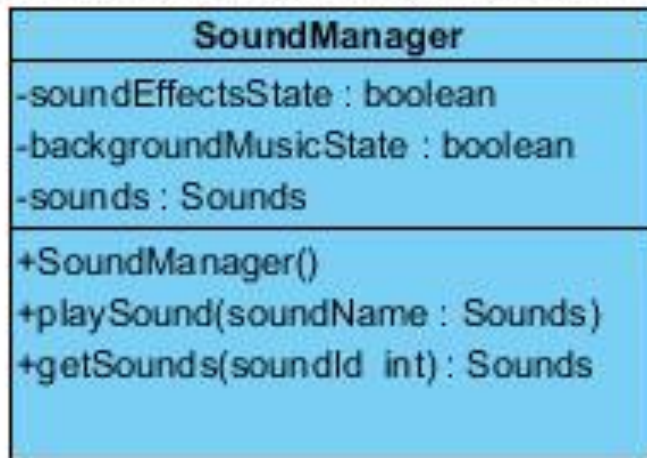 SoundManager
-soundEffectsState : boolean
-backgroundMusicState : boolean
-sounds : Sounds
+SoundManager()
+playSound(soundName : Sounds)
+getSounds(soundId int) : Sounds